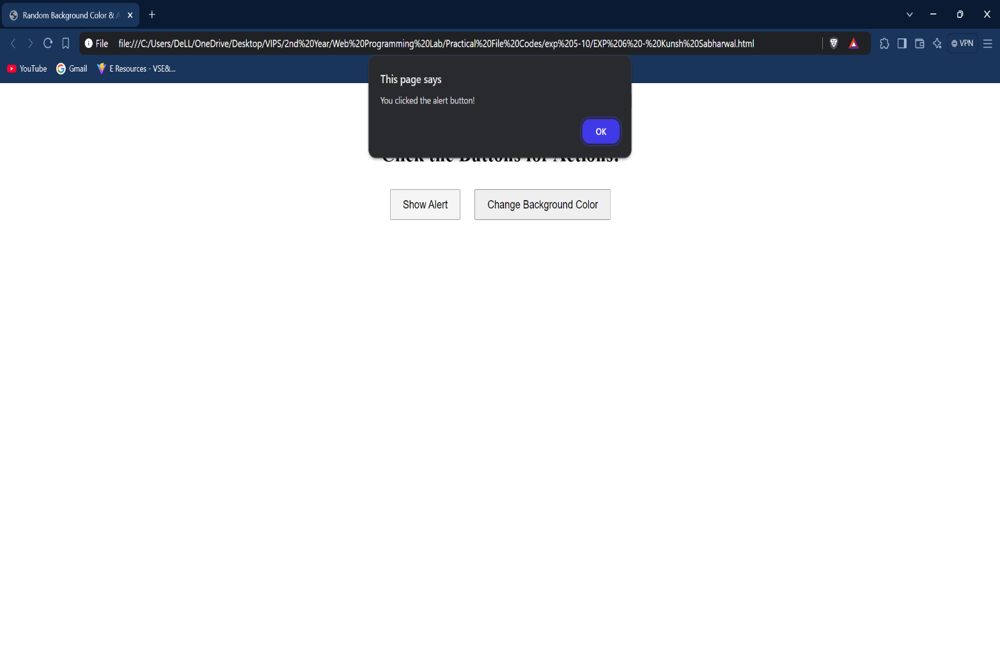 Random Background Color & A
File file:///C:/Users/DeLL/OneDrive/Desktop/VIPS/2nd%20Year/Web%20Programming%20Lab/Practical%20File%20Codes/exp%205-10/EXP%206%20-%20Kunsh%20Sabharwal.html
VPN
YouTube Gmail E Resources - VSE&...
This page says
You clicked the alert button!
OK
Click the Buttons for Actions!
Show Alert Change Background Color